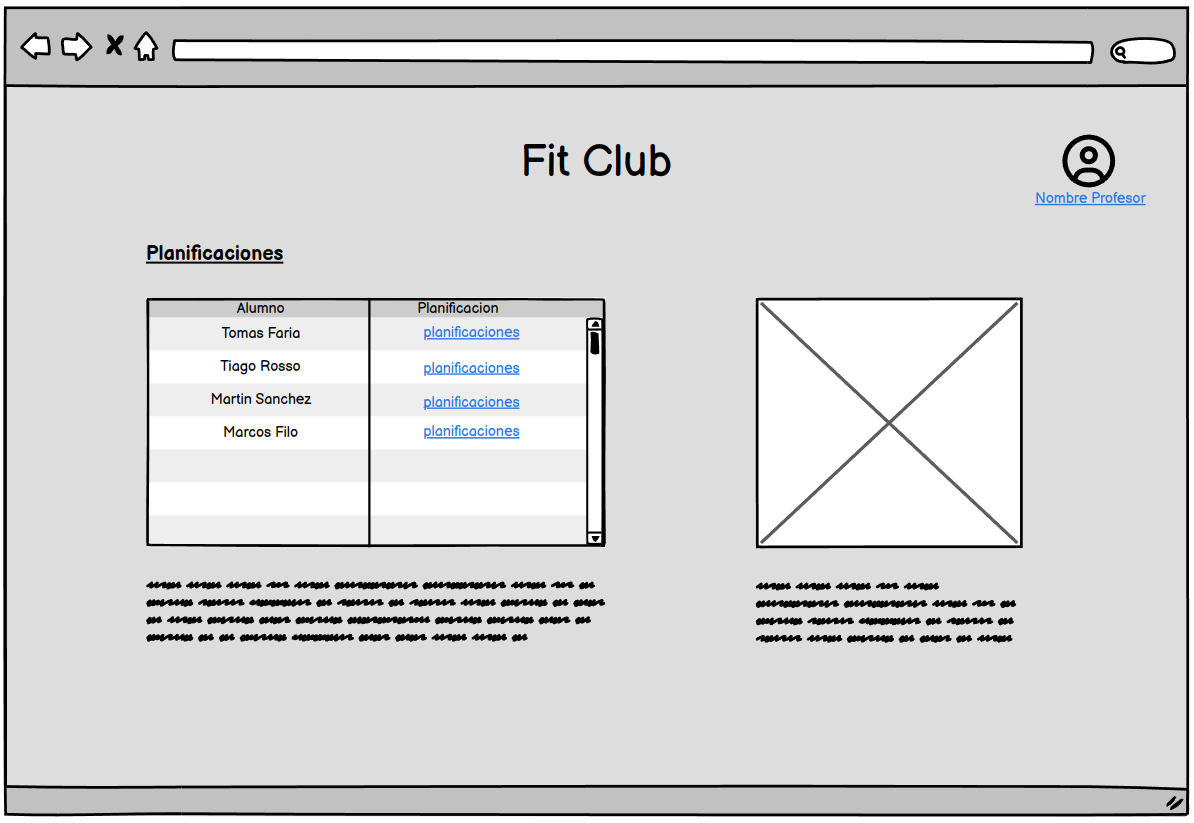 Fit Club
Nombre Profesor
Planificaciones
Alumno Planificacion
Tomas Faria planificaciones
Tiago Rosso planificaciones
Martin Sanchez planificaciones
Marcos Filo planificaciones